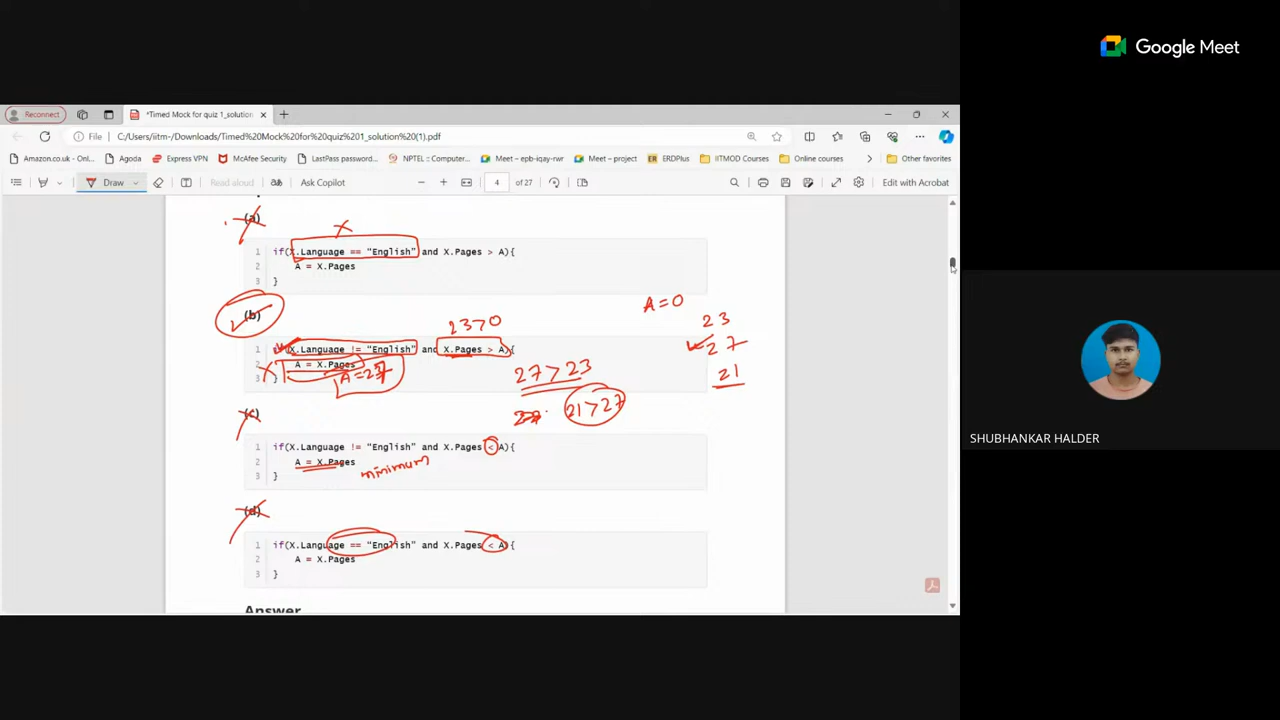 Google Meet
Reconnect
*Timed Mock for quiz 1_solution
File
C:/Users/iitm-/Downloads/Timed%20Mock%20for%20quiz%201_solution%20(1).pdf
Amazon.co.uk - Onl...
Agoda
Express VPN
McAfee Security
LastPass password...
NPTEL :: Comput...
Meet – epb-iqay-rwr
Meet – project
ERDPlus
IITMOD Courses
Online courses
Other favorites
Draw
Read aloud
Ask Copilot
4 of 27
Edit with Acrobat
(a)
X
1 if(X.Language == "English" and X.Pages > A){
2 A = X.Pages
3 }
A=0
(b)
23>0
23
1 if(X.Language != "English" and X.Pages > A){
27
2 A = X.Pages
27>23
21
3 }
A=27
21>27
(c)
1 if(X.Language != "English" and X.Pages < A){
2 A = X.Pages
minimum
3 }
SHUBHANKAR HALDER
(d)
1 if(X.Language == "English" and X.Pages < A){
2 A = X.Pages
3 }
Answer